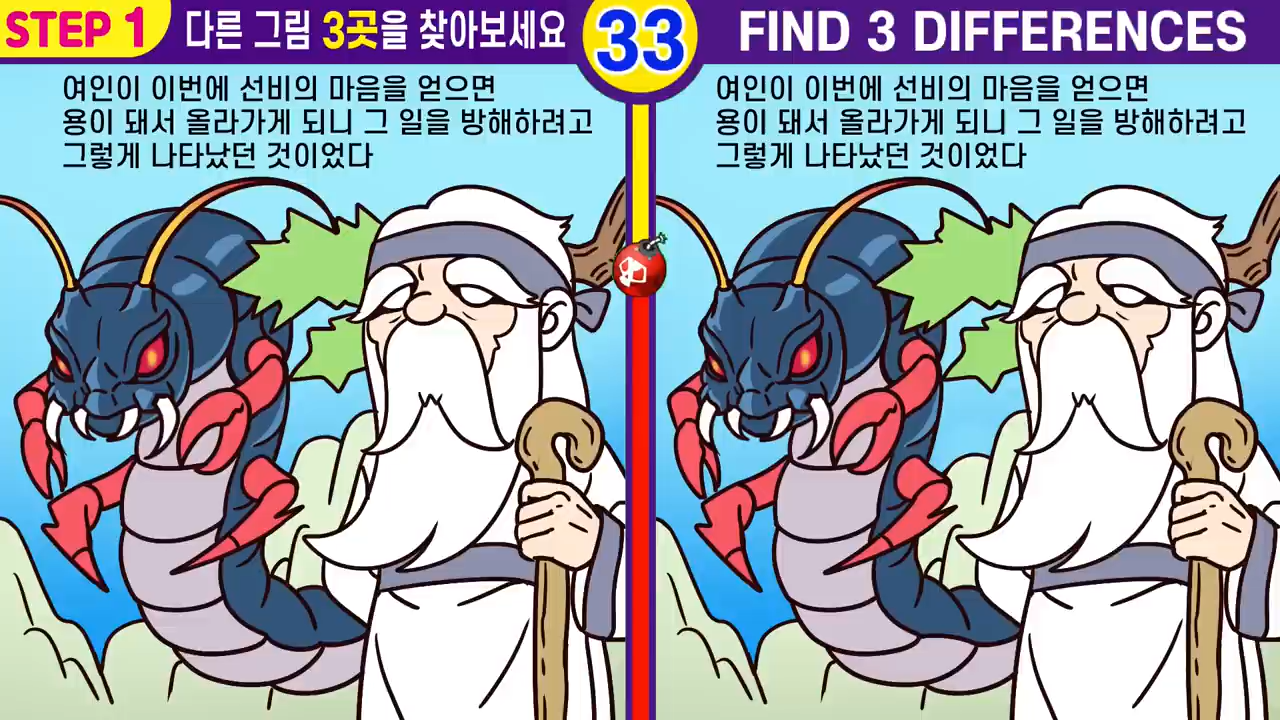 STEP 1 다른 그림 3곳을 찾아보세요 33 FIND 3 DIFFERENCES
여인이 이번에 선비의 마음을 얻으면
용이 돼서 올라가게 되니 그 일을 방해하려고
그렇게 나타났던 것이었다
여인이 이번에 선비의 마음을 얻으면
용이 돼서 올라가게 되니 그 일을 방해하려고
그렇게 나타났던 것이었다